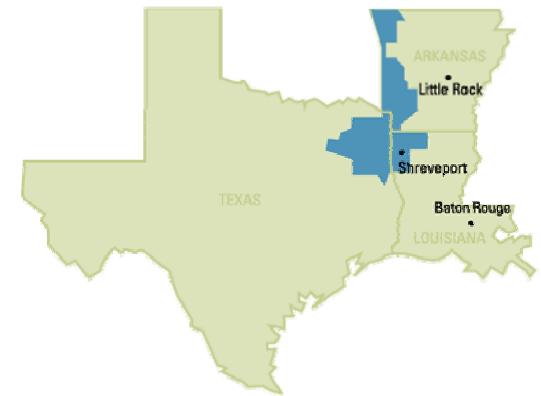 ARKANSAS
Little Rock
Shreveport
TEXAS
Baton Rouge
LOUISIANA